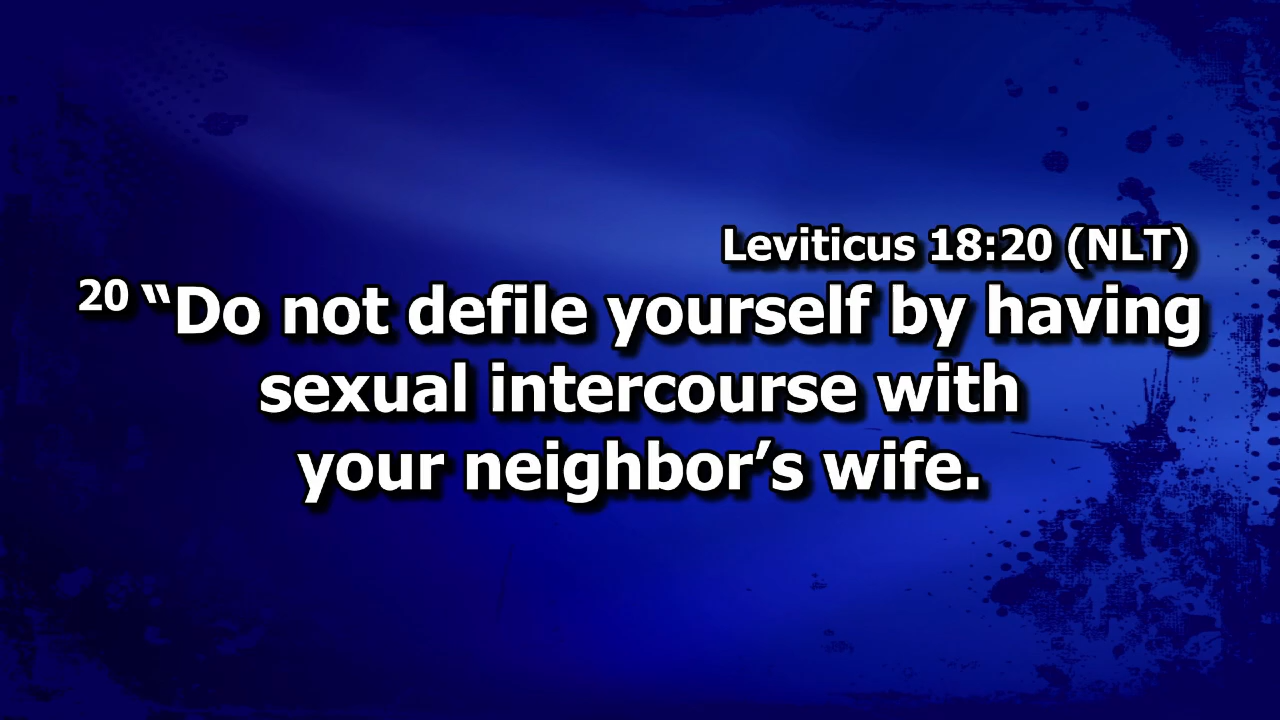 Leviticus 18:20 (NLT)
20 “Do not defile yourself by having
sexual intercourse with
your neighbor’s wife.